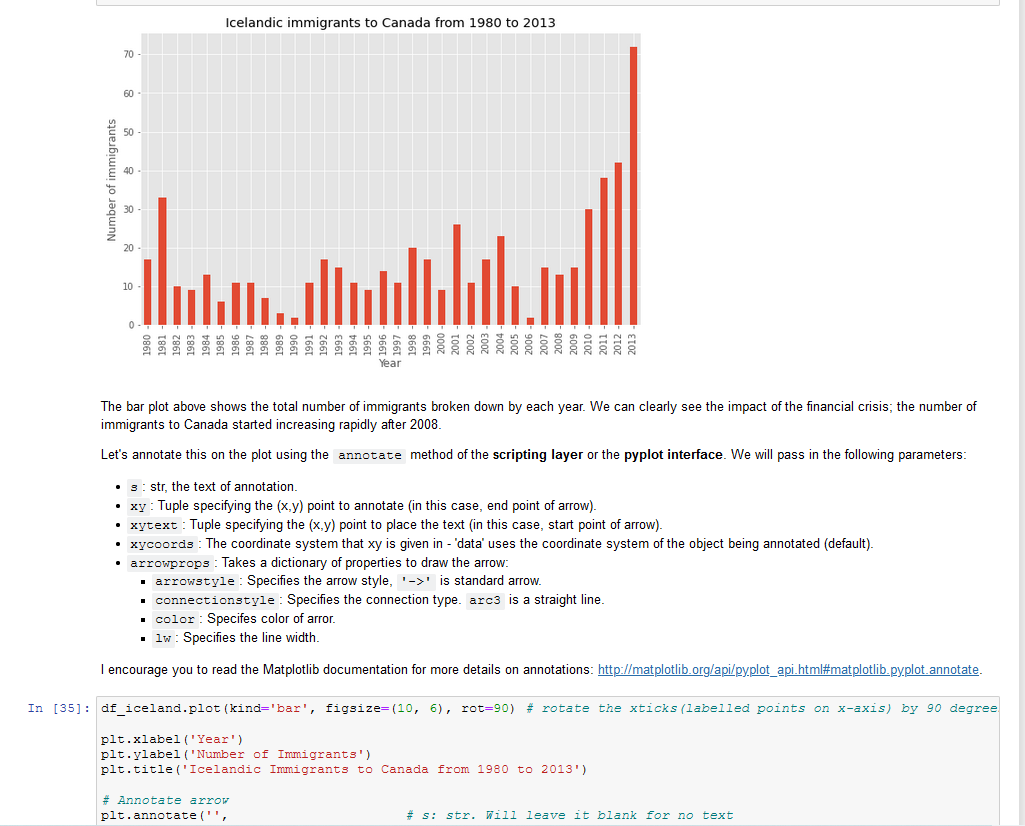 Icelandic immigrants to Canada from 1980 to 2013
Number of immigrants
70
60
50
40
30
20
10
0
1980 1981 1982 1983 1984 1985 1986 1987 1988 1989 1990 1991 1992 1993 1994 1995 1996 1997 1998 1999 2000 2001 2002 2003 2004 2005 2006 2007 2008 2009 2010 2011 2012 2013
Year
The bar plot above shows the total number of immigrants broken down by each year. We can clearly see the impact of the financial crisis; the number of
immigrants to Canada started increasing rapidly after 2008.
Let's annotate this on the plot using the annotate method of the scripting layer or the pyplot interface. We will pass in the following parameters:
• s : str, the text of annotation.
• xy : Tuple specifying the (x,y) point to annotate (in this case, end point of arrow).
• xytext : Tuple specifying the (x,y) point to place the text (in this case, start point of arrow).
• xycoords : The coordinate system that xy is given in - 'data' uses the coordinate system of the object being annotated (default).
• arrowprops : Takes a dictionary of properties to draw the arrow:
▪ arrowstyle : Specifies the arrow style, '->' is standard arrow.
▪ connectionstyle : Specifies the connection type. arc3 is a straight line.
▪ color : Specifes color of arror.
▪ lw : Specifies the line width.
I encourage you to read the Matplotlib documentation for more details on annotations: http://matplotlib.org/api/pyplot_api.html#matplotlib.pyplot.annotate.
In [35]: df_iceland.plot(kind='bar', figsize=(10, 6), rot=90) # rotate the xticks(labelled points on x-axis) by 90 degree
plt.xlabel('Year')
plt.ylabel('Number of Immigrants')
plt.title('Icelandic Immigrants to Canada from 1980 to 2013')
# Annotate arrow
plt.annotate('', # s: str. Will leave it blank for no text